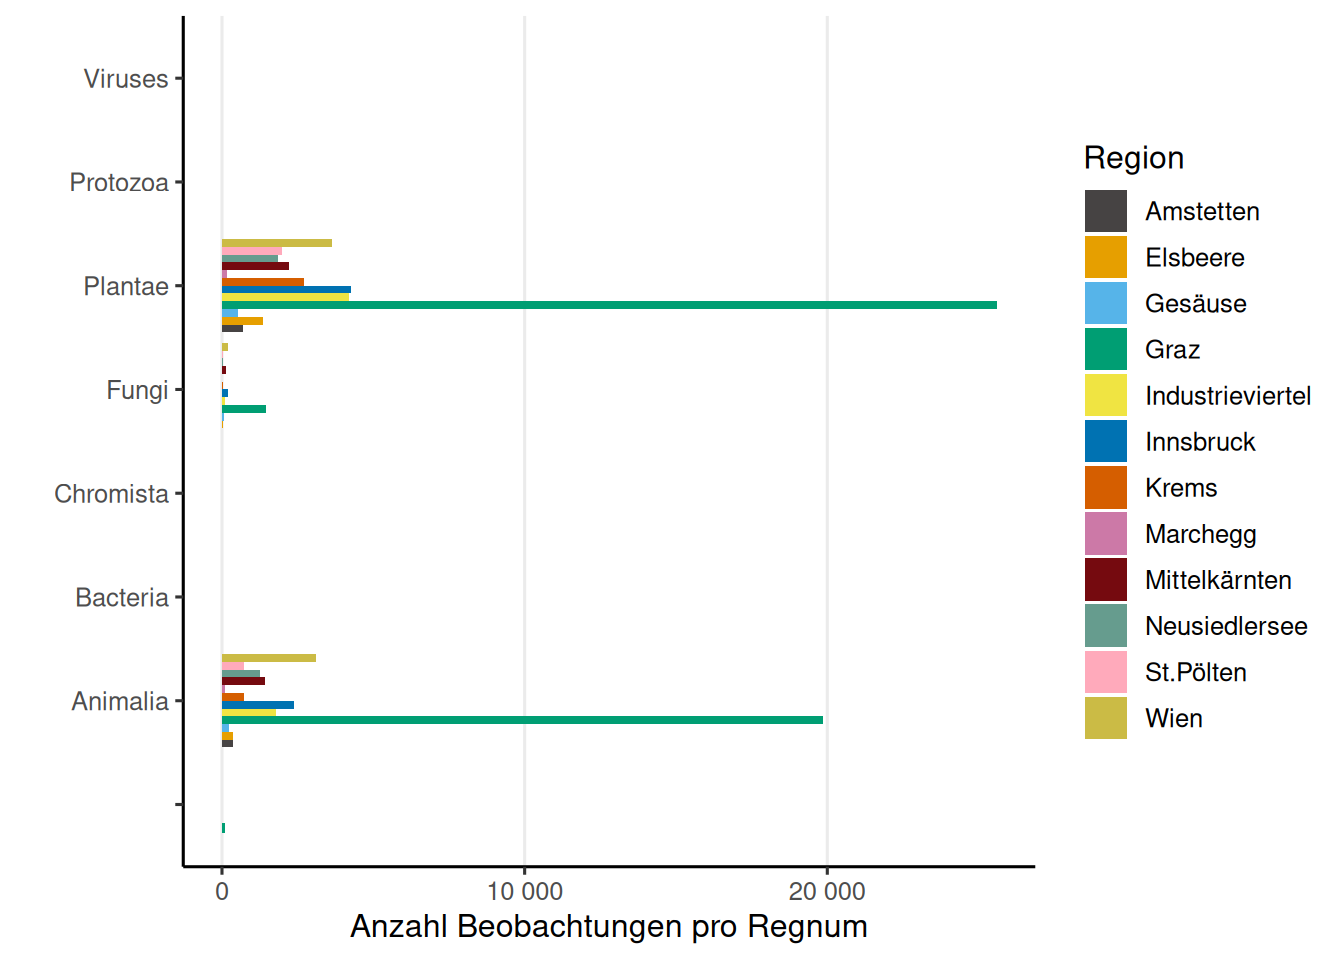 Viruses
Protozoa
Plantae
Fungi
Chromista
Bacteria
Animalia
0
10 000
20 000
Anzahl Beobachtungen pro Regnum
Region
Amstetten
Elsbeere
Gesäuse
Graz
Industrieviertel
Innsbruck
Krems
Marchegg
Mittelkärnten
Neusiedlersee
St.Pölten
Wien